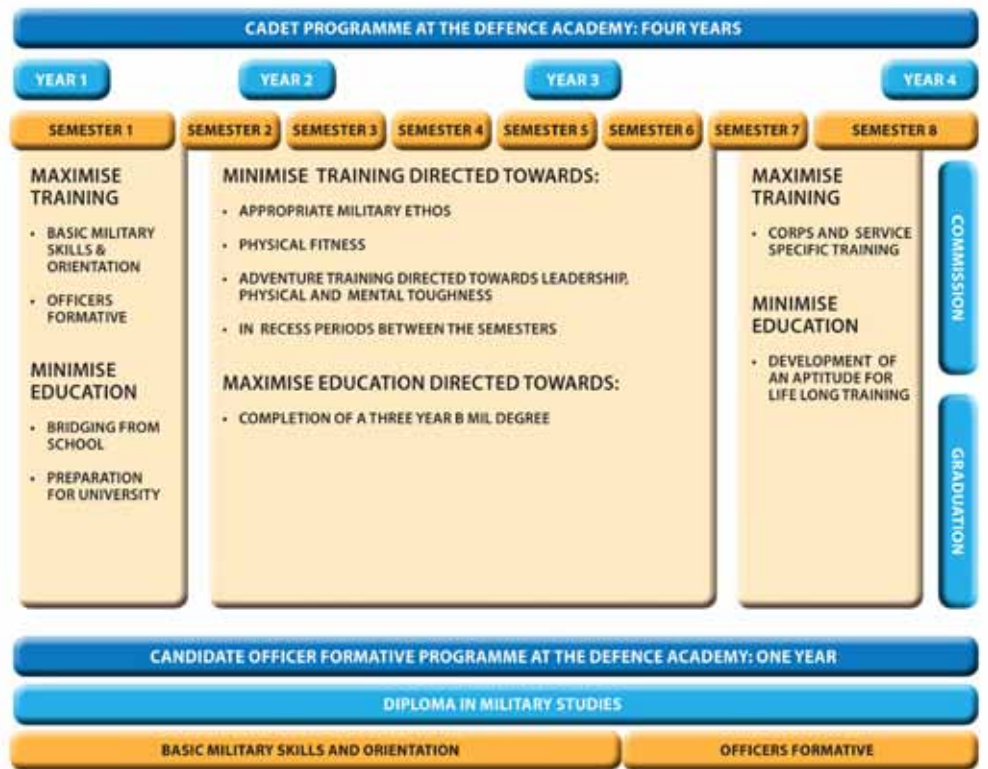 CADET PROGRAMME AT THE DEFENCE ACADEMY: FOUR YEARS
YEAR 1
YEAR 2
YEAR 3
YEAR 4
SEMESTER 1
SEMESTER 2
SEMESTER 3
SEMESTER 4
SEMESTER 5
SEMESTER 6
SEMESTER 7
SEMESTER 8
MAXIMISE
TRAINING
• BASIC MILITARY
SKILLS &
ORIENTATION
• OFFICERS
FORMATIVE
MINIMISE
EDUCATION
• BRIDGING FROM
SCHOOL
• PREPARATION
FOR UNIVERSITY
MINIMISE TRAINING DIRECTED TOWARDS:
• APPROPRIATE MILITARY ETHOS
• PHYSICAL FITNESS
• ADVENTURE TRAINING DIRECTED TOWARDS LEADERSHIP,
PHYSICAL AND MENTAL TOUGHNESS
• IN RECESS PERIODS BETWEEN THE SEMESTERS
MAXIMISE EDUCATION DIRECTED TOWARDS:
• COMPLETION OF A THREE YEAR B MIL DEGREE
MAXIMISE
TRAINING
• CORPS AND SERVICE
SPECIFIC TRAINING
MINIMISE
EDUCATION
• DEVELOPMENT OF
AN APTITUDE FOR
LIFE LONG TRAINING
COMMISSION
GRADUATION
CANDIDATE OFFICER FORMATIVE PROGRAMME AT THE DEFENCE ACADEMY: ONE YEAR
DIPLOMA IN MILITARY STUDIES
BASIC MILITARY SKILLS AND ORIENTATION
OFFICERS FORMATIVE